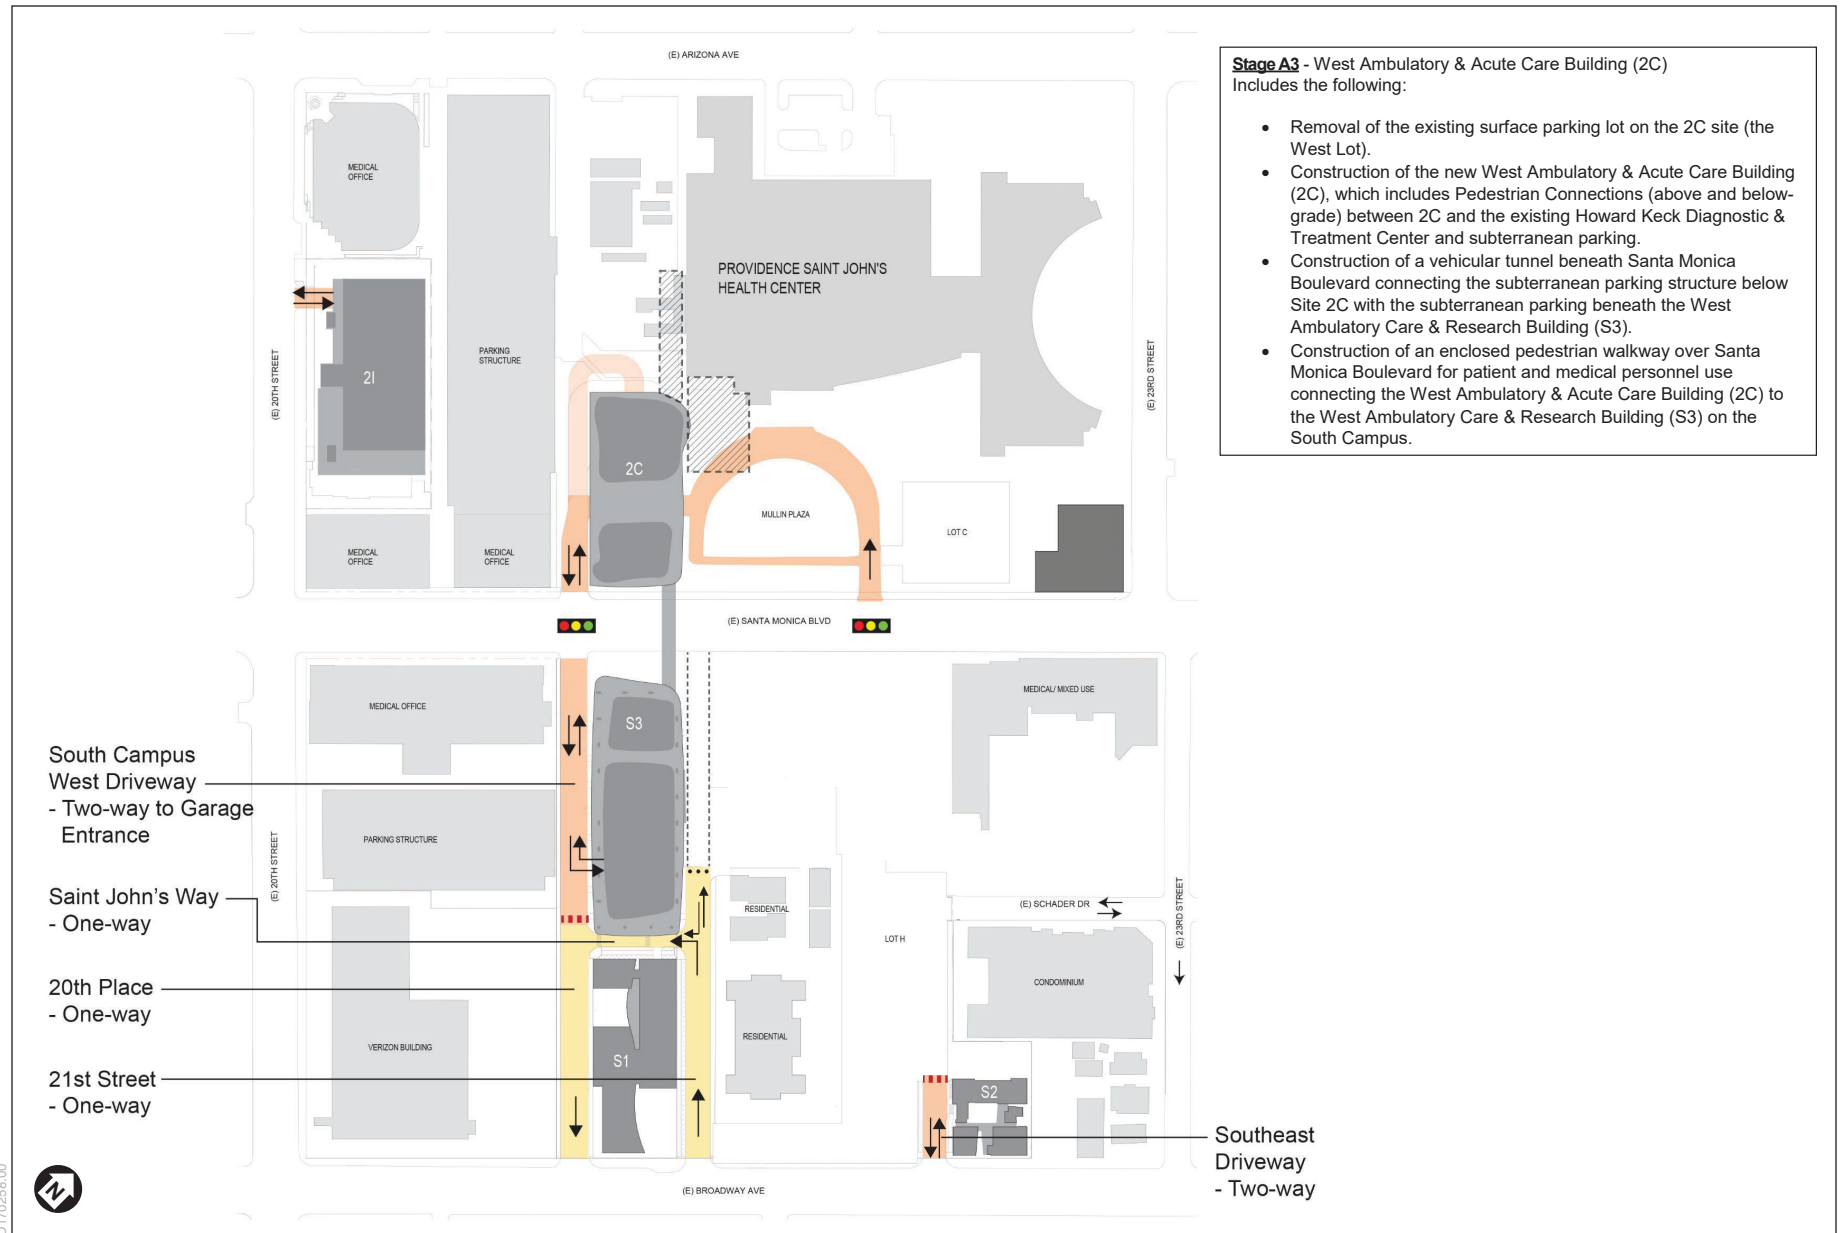 (E) ARIZONA AVE
Stage A3 - West Ambulatory & Acute Care Building (2C)
Includes the following:
• Removal of the existing surface parking lot on the 2C site (the
West Lot).
• Construction of the new West Ambulatory & Acute Care Building
(2C), which includes Pedestrian Connections (above and below-
grade) between 2C and the existing Howard Keck Diagnostic &
Treatment Center and subterranean parking.
• Construction of a vehicular tunnel beneath Santa Monica
Boulevard connecting the subterranean parking structure below
Site 2C with the subterranean parking beneath the West
Ambulatory Care & Research Building (S3).
• Construction of an enclosed pedestrian walkway over Santa
Monica Boulevard for patient and medical personnel use
connecting the West Ambulatory & Acute Care Building (2C) to
the West Ambulatory Care & Research Building (S3) on the
South Campus.
MEDICAL
OFFICE
PROVIDENCE SAINT JOHN'S
HEALTH CENTER
(E) 20TH STREET
2I
PARKING
STRUCTURE
(E) 23RD STREET
2C
MULLIN PLAZA
LOT C
MEDICAL
OFFICE
MEDICAL
OFFICE
(E) SANTA MONICA BLVD
MEDICAL OFFICE
S3
MEDICAL/ MIXED USE
South Campus
West Driveway
- Two-way to Garage
Entrance
(E) 20TH STREET
PARKING STRUCTURE
Saint John's Way
- One-way
RESIDENTIAL
(E) SCHADER DR
(E) 23RD STREET
LOT H
20th Place
- One-way
CONDOMINIUM
VERIZON BUILDING
RESIDENTIAL
S1
21st Street
- One-way
S2
Southeast
Driveway
- Two-way
(E) BROADWAY AVE
N